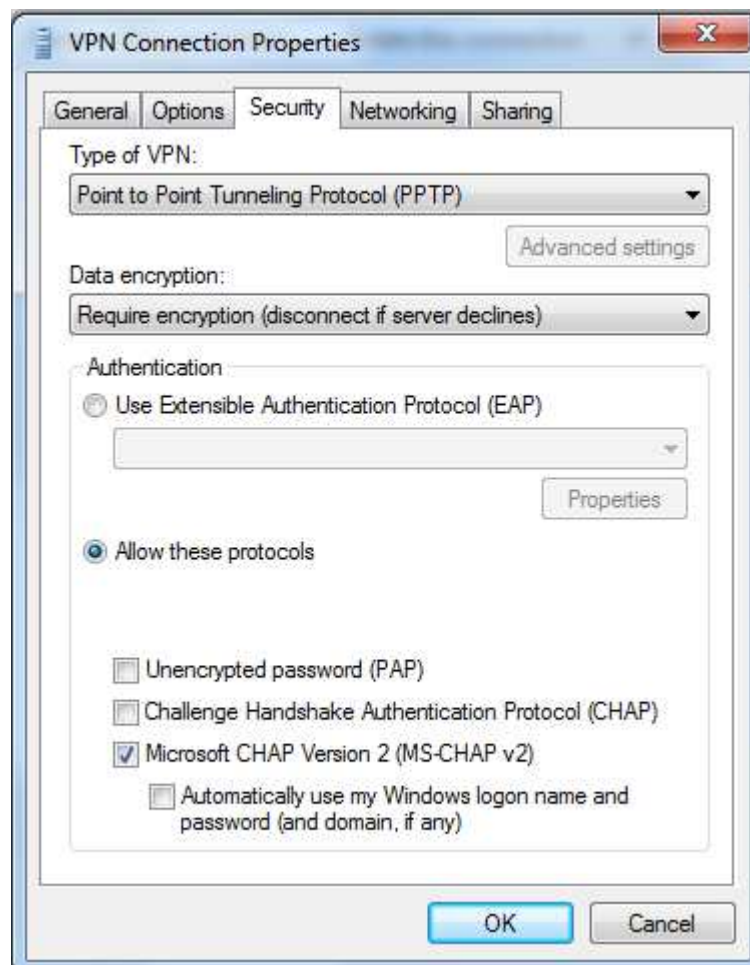 VPN Connection Properties
General Options Security Networking Sharing
Type of VPN:
Point to Point Tunneling Protocol (PPTP)
Advanced settings
Data encryption:
Require encryption (disconnect if server declines)
Authentication
Use Extensible Authentication Protocol (EAP)
Properties
Allow these protocols
Unencrypted password (PAP)
Challenge Handshake Authentication Protocol (CHAP)
Microsoft CHAP Version 2 (MS-CHAP v2)
Automatically use my Windows logon name and
password (and domain, if any)
OK Cancel